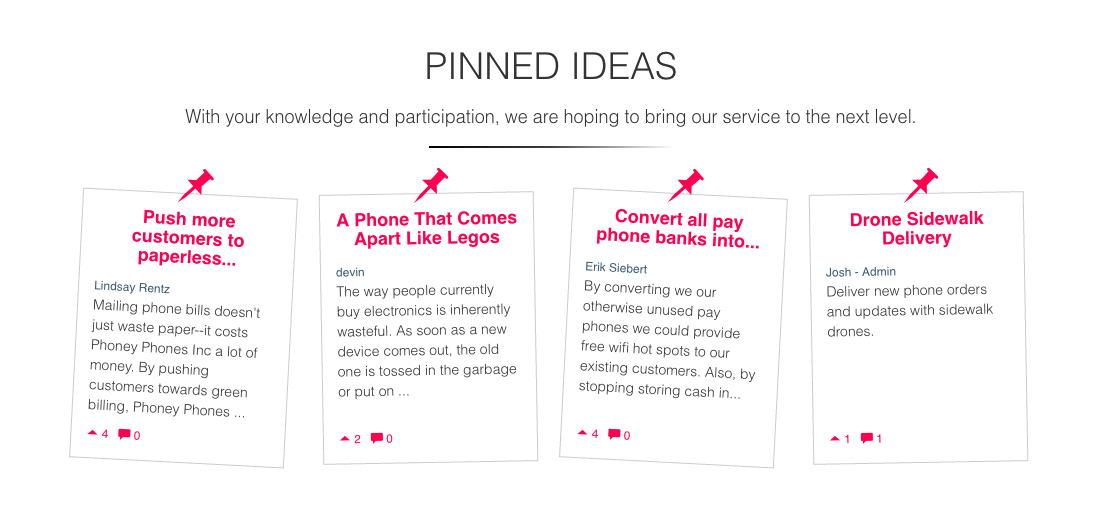 PINNED IDEAS
With your knowledge and participation, we are hoping to bring our service to the next level.
Push more
customers to
paperless...
Lindsay Rentz
Mailing phone bills doesn't
just waste paper--it costs
Phoney Phones Inc a lot of
money. By pushing
customers towards green
billing, Phoney Phones ...
4 0
A Phone That Comes
Apart Like Legos
devin
The way people currently
buy electronics is inherently
wasteful. As soon as a new
device comes out, the old
one is tossed in the garbage
or put on ...
2 0
Convert all pay
phone banks into...
Erik Siebert
By converting we our
otherwise unused pay
phones we could provide
free wifi hot spots to our
existing customers. Also, by
stopping storing cash in...
4 0
Drone Sidewalk
Delivery
Josh - Admin
Deliver new phone orders
and updates with sidewalk
drones.
1 1